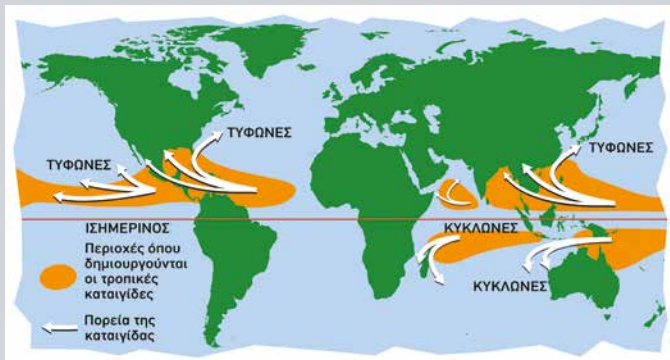 ΤΥΦΩΝΕΣ
ΤΥΦΩΝΕΣ
ΤΥΦΩΝΕΣ
ΙΣΗΜΕΡΙΝΟΣ
ΚΥΚΛΩΝΕΣ
ΚΥΚΛΩΝΕΣ
Περιοχές όπου
δημιουργούνται
οι τροπικές
καταιγίδες
Πορεία της
καταιγίδας